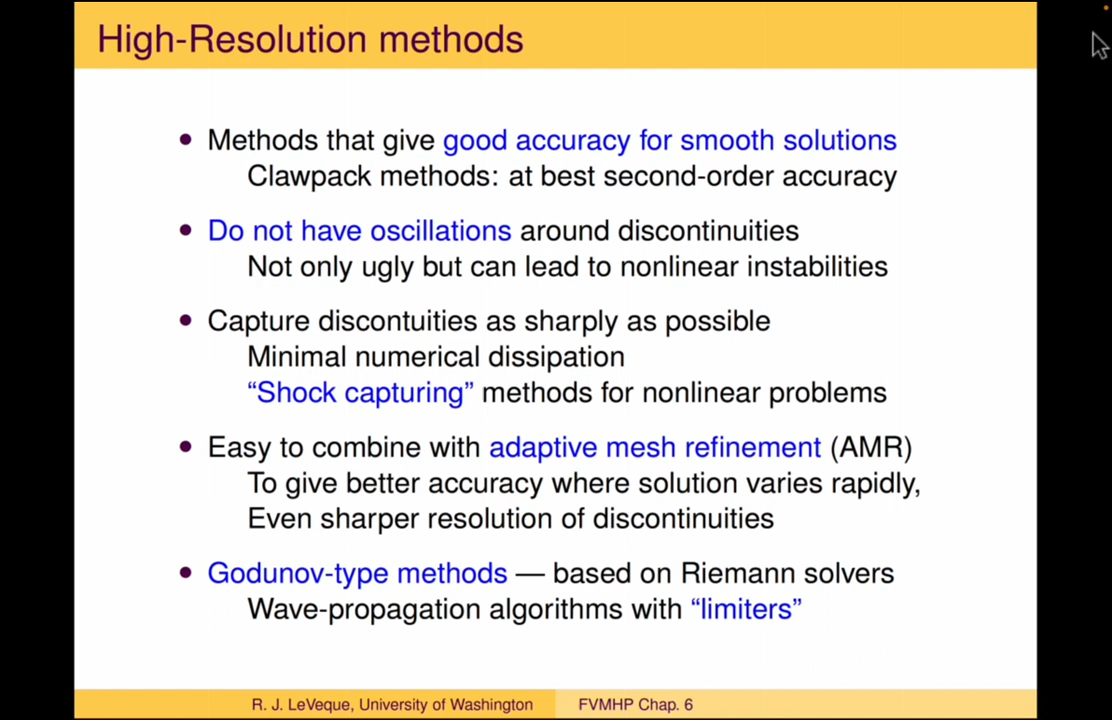 High-Resolution methods
• Methods that give good accuracy for smooth solutions
Clawpack methods: at best second-order accuracy
• Do not have oscillations around discontinuities
Not only ugly but can lead to nonlinear instabilities
• Capture discontuities as sharply as possible
Minimal numerical dissipation
“Shock capturing” methods for nonlinear problems
• Easy to combine with adaptive mesh refinement (AMR)
To give better accuracy where solution varies rapidly,
Even sharper resolution of discontinuities
• Godunov-type methods — based on Riemann solvers
Wave-propagation algorithms with “limiters”
R. J. LeVeque, University of Washington FVMHP Chap. 6